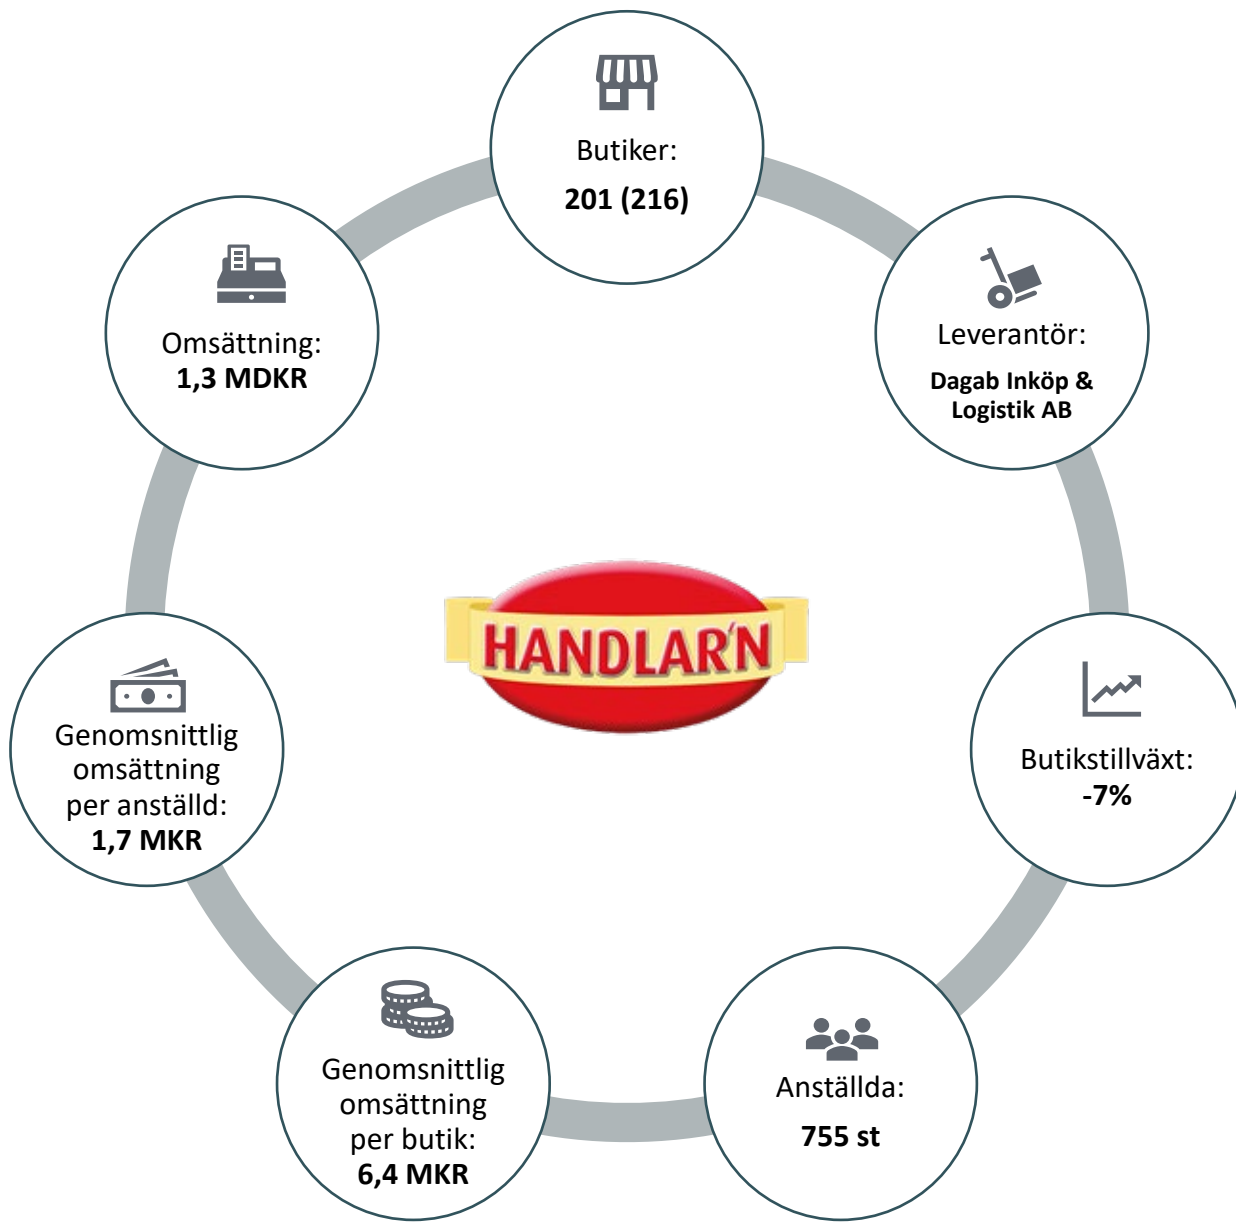 Butiker:
201 (216)
Leverantör:
Dagab Inköp &
Logistik AB
Butikstillväxt:
-7%
Anställda:
755 st
Genomsnittlig
omsättning
per butik:
6,4 MKR
Genomsnittlig
omsättning
per anställd:
1,7 MKR
Omsättning:
1,3 MDKR
HANDLAR'N